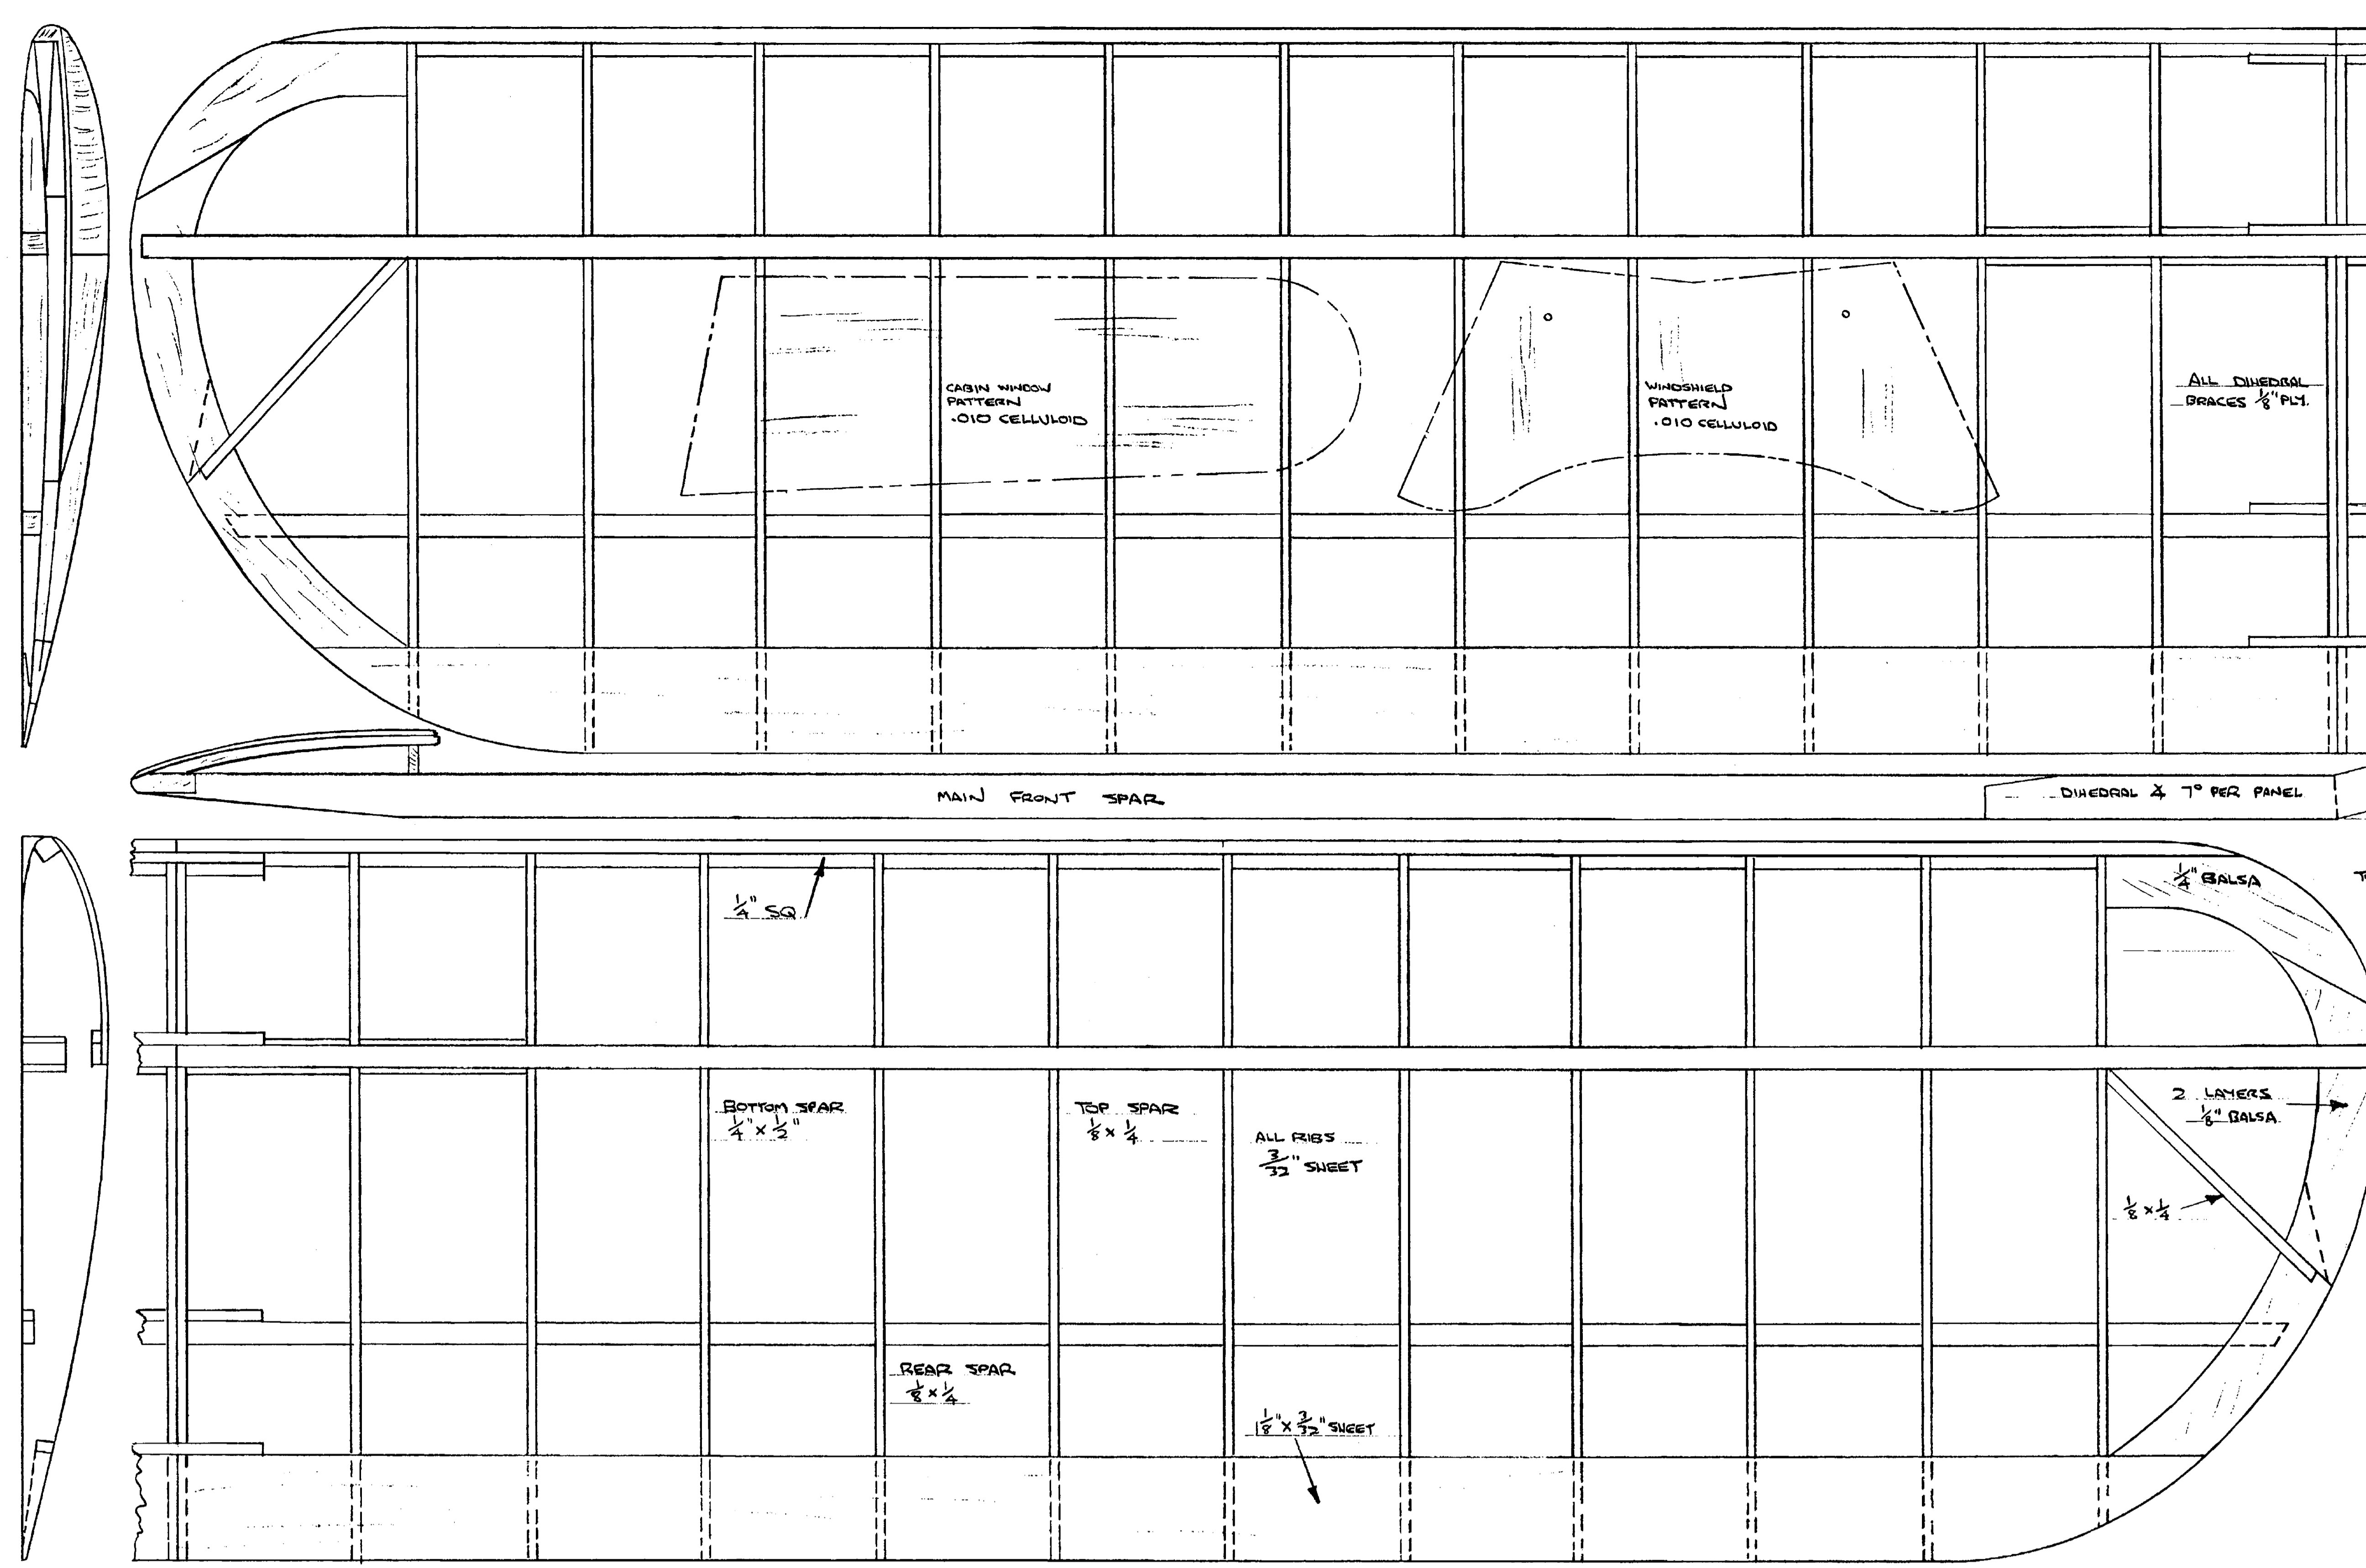 CABIN WINDOW
PATTERN
.010 CELLULOID
WINDSHIELD
PATTERN
.010 CELLULOID
ALL DIHEDRAL
BRACES 1/8" PLY.
MAIN FRONT SPAR
DIHEDRAL ∠ 7° PER PANEL
1/4" BALSA
1/4" SQ
2 LAYERS
1/8" BALSA
BOTTOM SPAR
1/4" x 1/2"
TOP SPAR
1/8 x 1/4
ALL RIBS
3/32" SHEET
1/8 x 1/4
REAR SPAR
1/8 x 1/4
1 1/8" x 3/32" SHEET